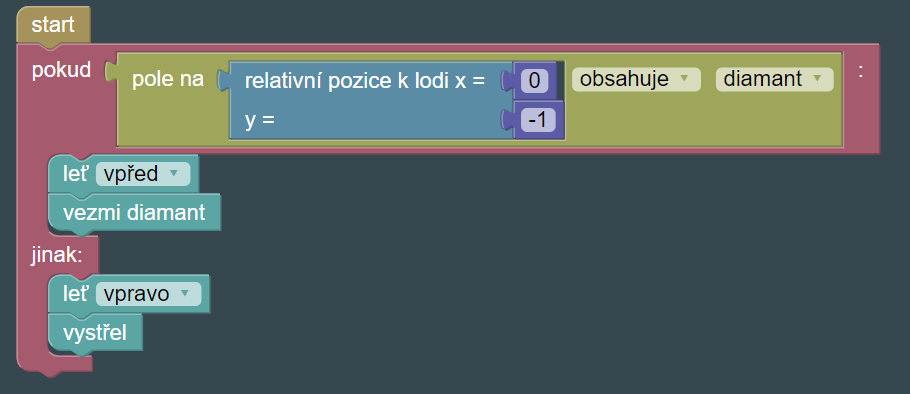 start
pokud pole na relativní pozice k lodi x = 0 obsahuje diamant :
y = -1
leť vpřed
vezmi diamant
jinak:
leť vpravo
vystřel